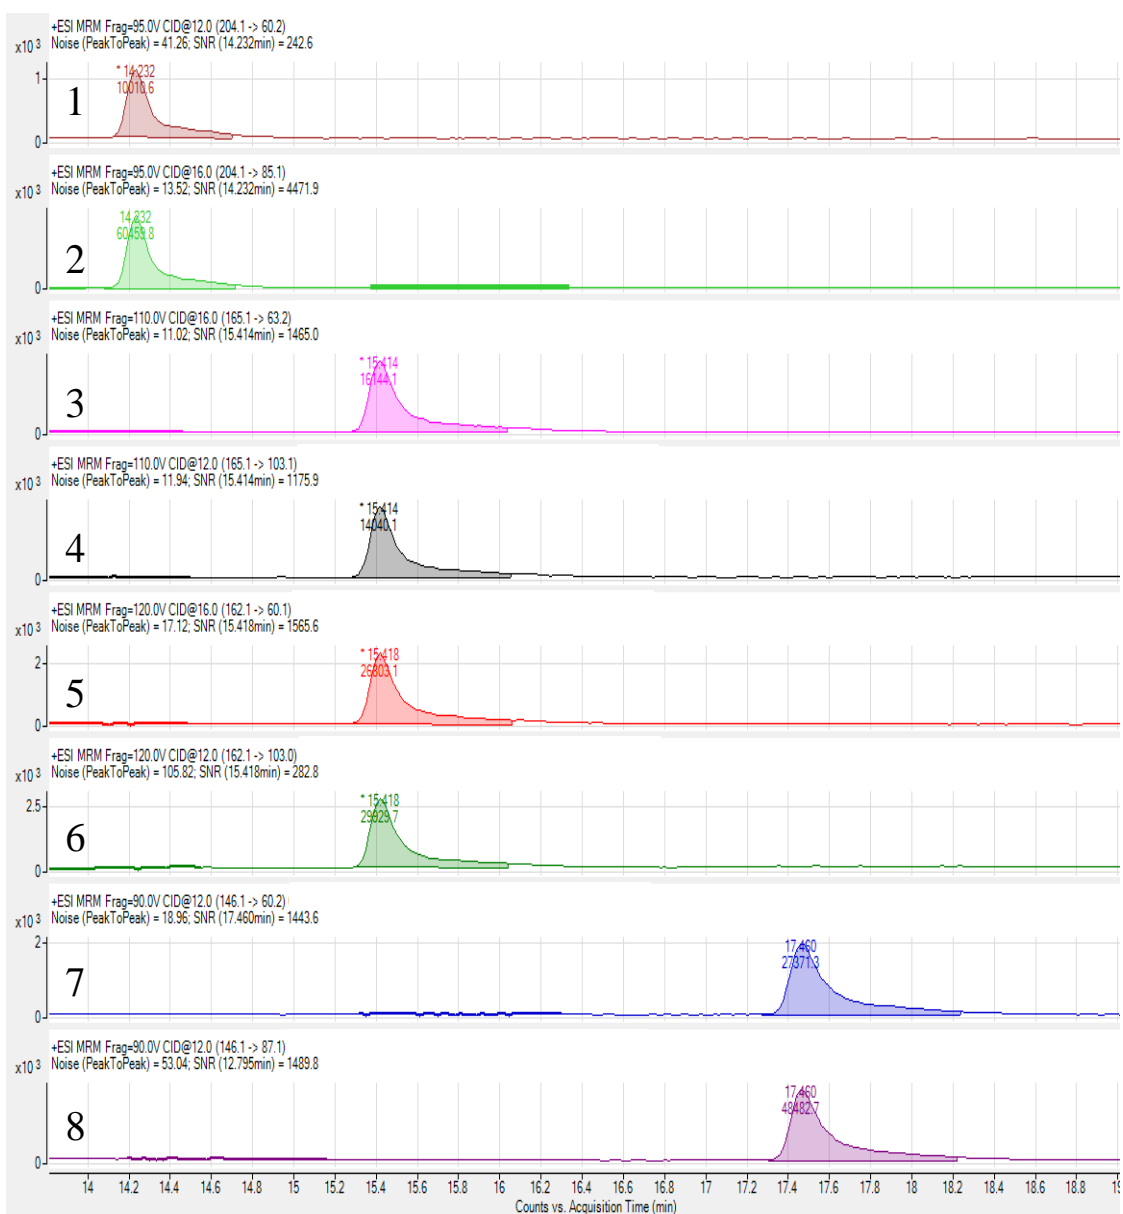 +ESI MRM Frag=95.0V CID@12.0 (204.1 -> 60.2)
x10 3 Noise (PeakToPeak) = 41.26; SNR (14.232min) = 242.6
* 14.232
1
10010.6
1
0
+ESI MRM Frag=95.0V CID@16.0 (204.1 -> 85.1)
x10 3 Noise (PeakToPeak) = 13.52; SNR (14.232min) = 4471.9
14.232
60459.8
2
0
+ESI MRM Frag=110.0V CID@16.0 (165.1 -> 63.2)
x10 3 Noise (PeakToPeak) = 11.02; SNR (15.414min) = 1465.0
* 15.414
16144.1
3
0
+ESI MRM Frag=110.0V CID@12.0 (165.1 -> 103.1)
x10 3 Noise (PeakToPeak) = 11.94; SNR (15.414min) = 1175.9
* 15.414
14040.1
4
0
+ESI MRM Frag=120.0V CID@16.0 (162.1 -> 60.1)
x10 3 Noise (PeakToPeak) = 17.12; SNR (15.418min) = 1565.6
* 15.418
2
26803.1
5
0
+ESI MRM Frag=120.0V CID@12.0 (162.1 -> 103.0)
x10 3 Noise (PeakToPeak) = 105.82; SNR (15.418min) = 282.8
* 15.418
2.5
29929.7
6
0
+ESI MRM Frag=90.0V CID@12.0 (146.1 -> 60.2)
x10 3 Noise (PeakToPeak) = 18.96; SNR (17.460min) = 1443.6
2
17.460
27371.3
7
0
+ESI MRM Frag=90.0V CID@12.0 (146.1 -> 87.1)
x10 3 Noise (PeakToPeak) = 53.04; SNR (12.795min) = 1489.8
17.460
48482.7
8
0
14 14.2 14.4 14.6 14.8 15 15.2 15.4 15.6 15.8 16 16.2 16.4 16.6 16.8 17 17.2 17.4 17.6 17.8 18 18.2 18.4 18.6 18.8 1
Counts vs. Acquisition Time (min)